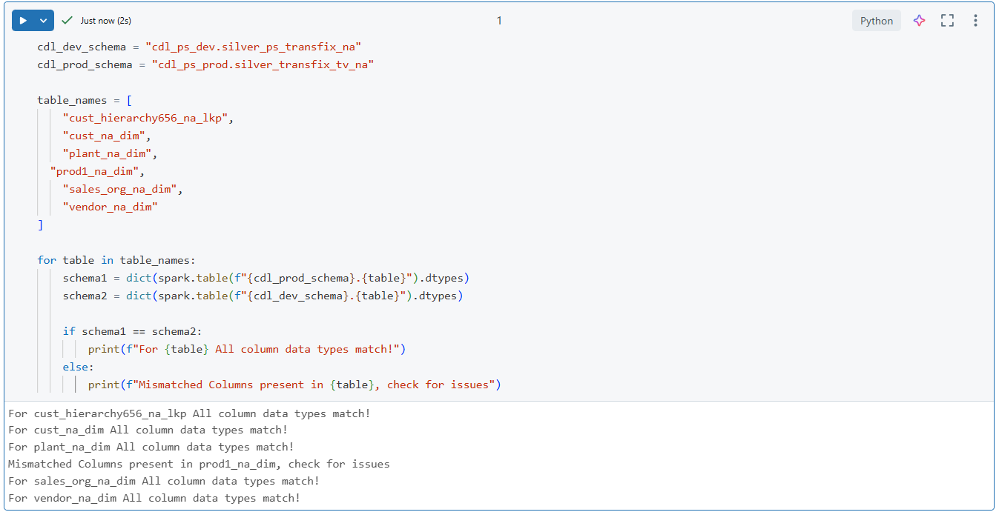 Just now (2s)
1
Python
cdl_dev_schema = "cdl_ps_dev.silver_ps_transfix_na"
cdl_prod_schema = "cdl_ps_prod.silver_transfix_tv_na"
table_names = [
"cust_hierarchy656_na_lkp",
"cust_na_dim",
"plant_na_dim",
"prod1_na_dim",
"sales_org_na_dim",
"vendor_na_dim"
]
for table in table_names:
schema1 = dict(spark.table(f"{cdl_prod_schema}.{table}").dtypes)
schema2 = dict(spark.table(f"{cdl_dev_schema}.{table}").dtypes)
if schema1 == schema2:
print(f"For {table} All column data types match!")
else:
print(f"Mismatched Columns present in {table}, check for issues")
For cust_hierarchy656_na_lkp All column data types match!
For cust_na_dim All column data types match!
For plant_na_dim All column data types match!
Mismatched Columns present in prod1_na_dim, check for issues
For sales_org_na_dim All column data types match!
For vendor_na_dim All column data types match!